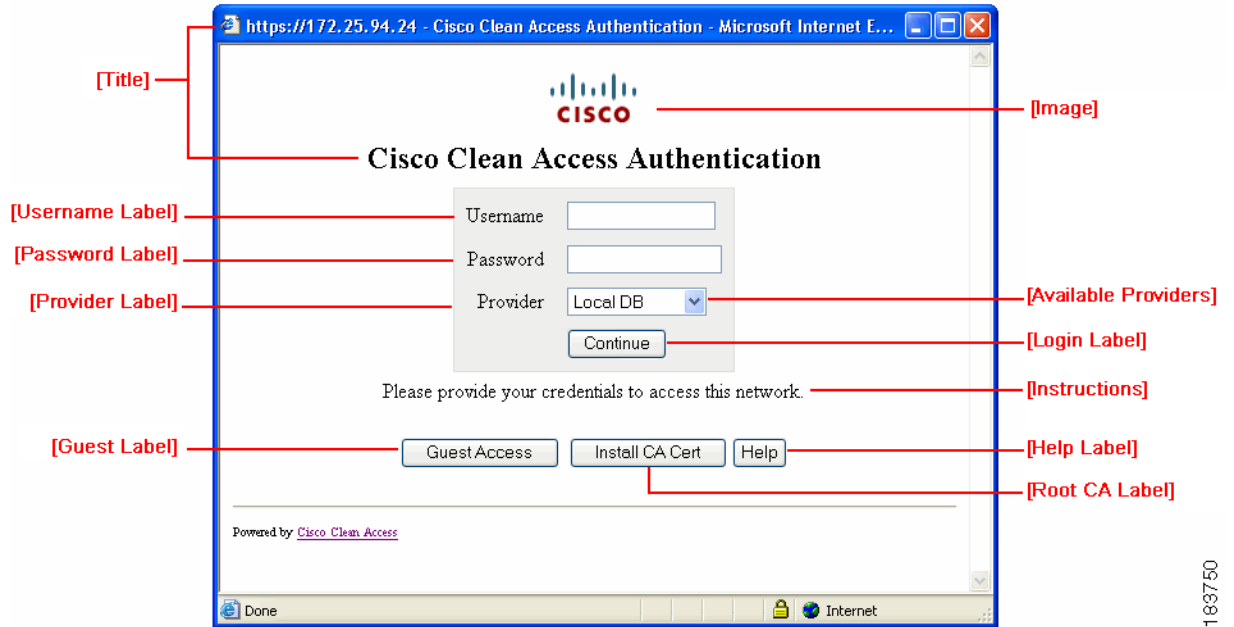 https://172.25.94.24 - Cisco Clean Access Authentication - Microsoft Internet E...
[Title]
CISCO
[Image]
Cisco Clean Access Authentication
[Username Label]
Username
[Password Label]
Password
[Provider Label]
Provider
Local DB
[Available Providers]
Continue
[Login Label]
Please provide your credentials to access this network.
[Instructions]
[Guest Label]
Guest Access
Install CA Cert
Help
[Help Label]
[Root CA Label]
Powered by Cisco Clean Access
Done
Internet
183750